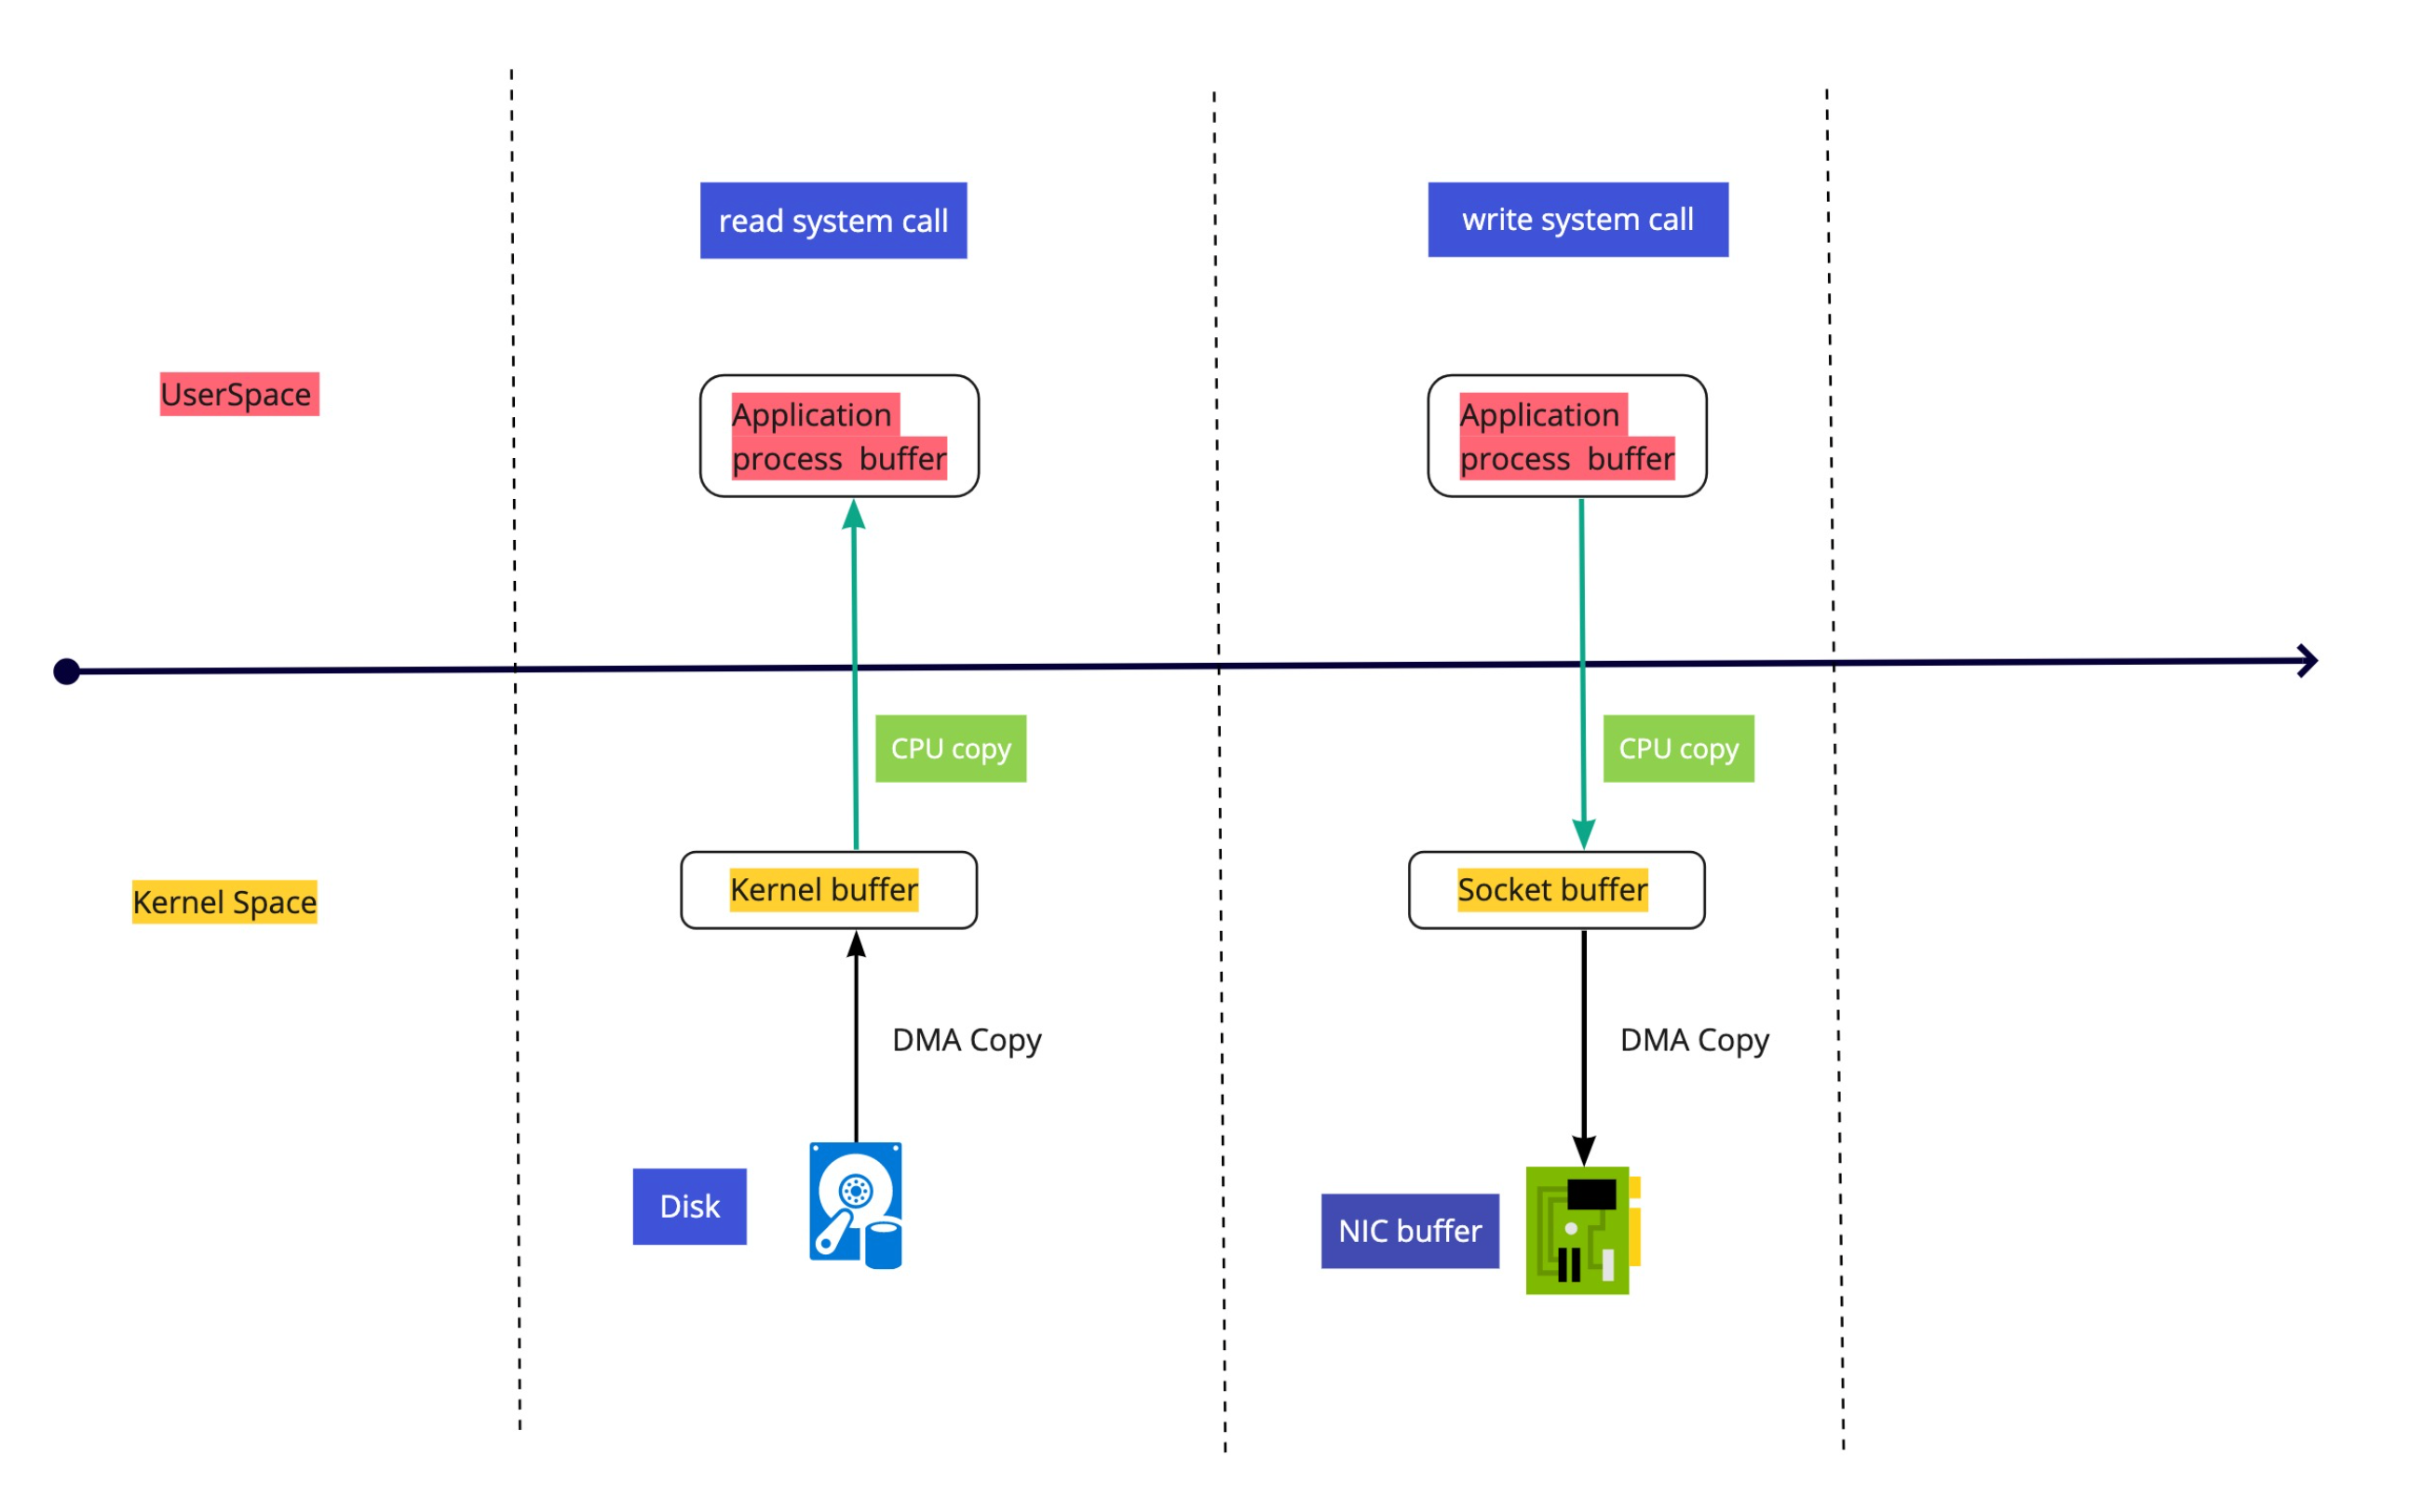 read system call
write system call
UserSpace
Application
process  buffer
Application
process  buffer
CPU copy
CPU copy
Kernel Space
Kernel buffer
Socket buffer
DMA Copy
DMA Copy
Disk
NIC buffer